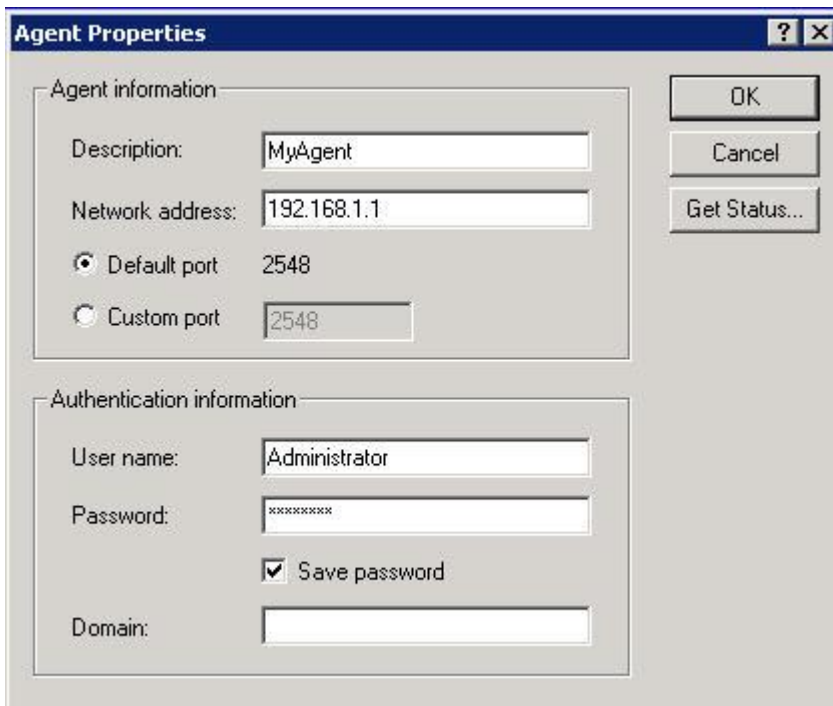 Agent Properties
Agent information
OK
Description: MyAgent
Cancel
Network address: 192.168.1.1
Get Status...
Default port 2548
Custom port 2548
Authentication information
User name: Administrator
Password: ********
Save password
Domain: